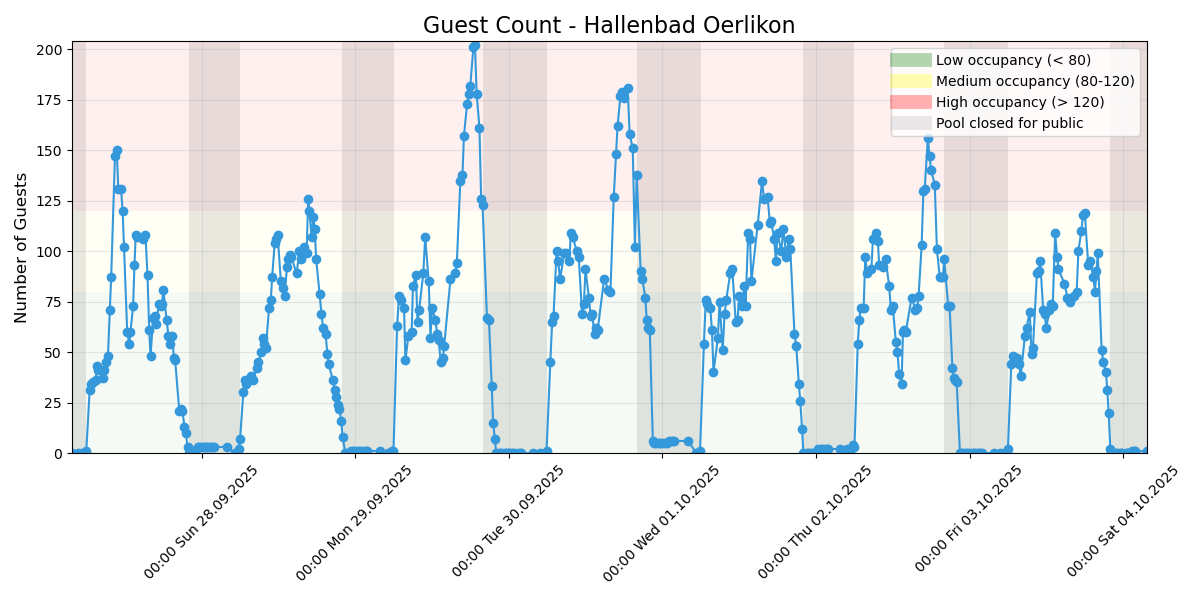 Guest Count - Hallenbad Oerlikon
Number of Guests
200
175
150
125
100
75
50
25
0
Low occupancy (< 80)
Medium occupancy (80-120)
High occupancy (> 120)
Pool closed for public
00:00 Sun 28.09.2025
00:00 Mon 29.09.2025
00:00 Tue 30.09.2025
00:00 Wed 01.10.2025
00:00 Thu 02.10.2025
00:00 Fri 03.10.2025
00:00 Sat 04.10.2025